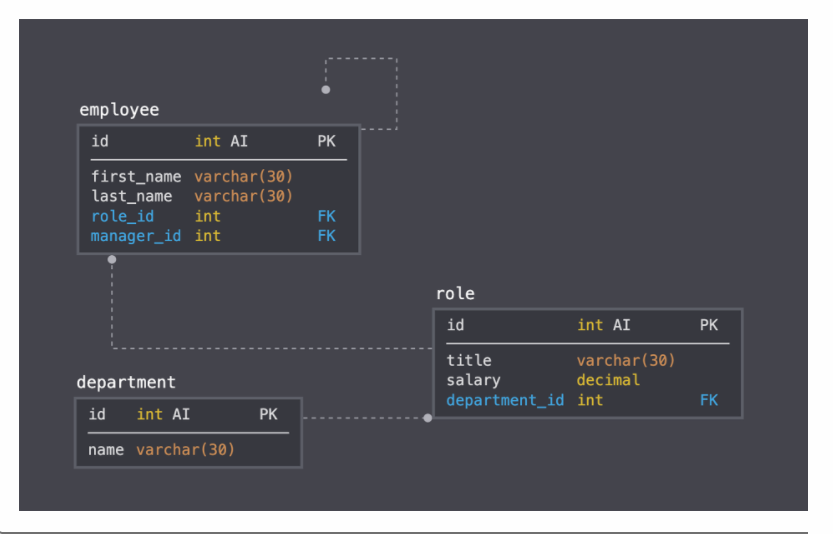 employee
id int AI PK
first_name varchar(30)
last_name varchar(30)
role_id int FK
manager_id int FK
role
id int AI PK
title varchar(30)
salary decimal
department_id int FK
department
id int AI PK
name varchar(30)